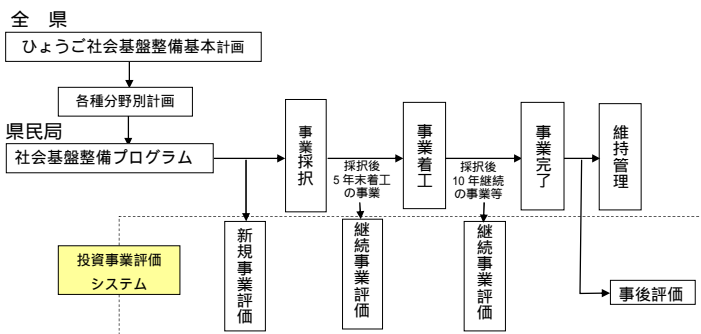 全 県
ひょうご社会基盤整備基本計画
各種分野別計画
県民局
社会基盤整備プログラム
事業採択
採択後
5年末着工
の事業
事業着工
採択後
10年継続
の事業等
事業完了
維持管理
投資事業評価
システム
新規事業評価
継続事業評価
継続事業評価
事後評価